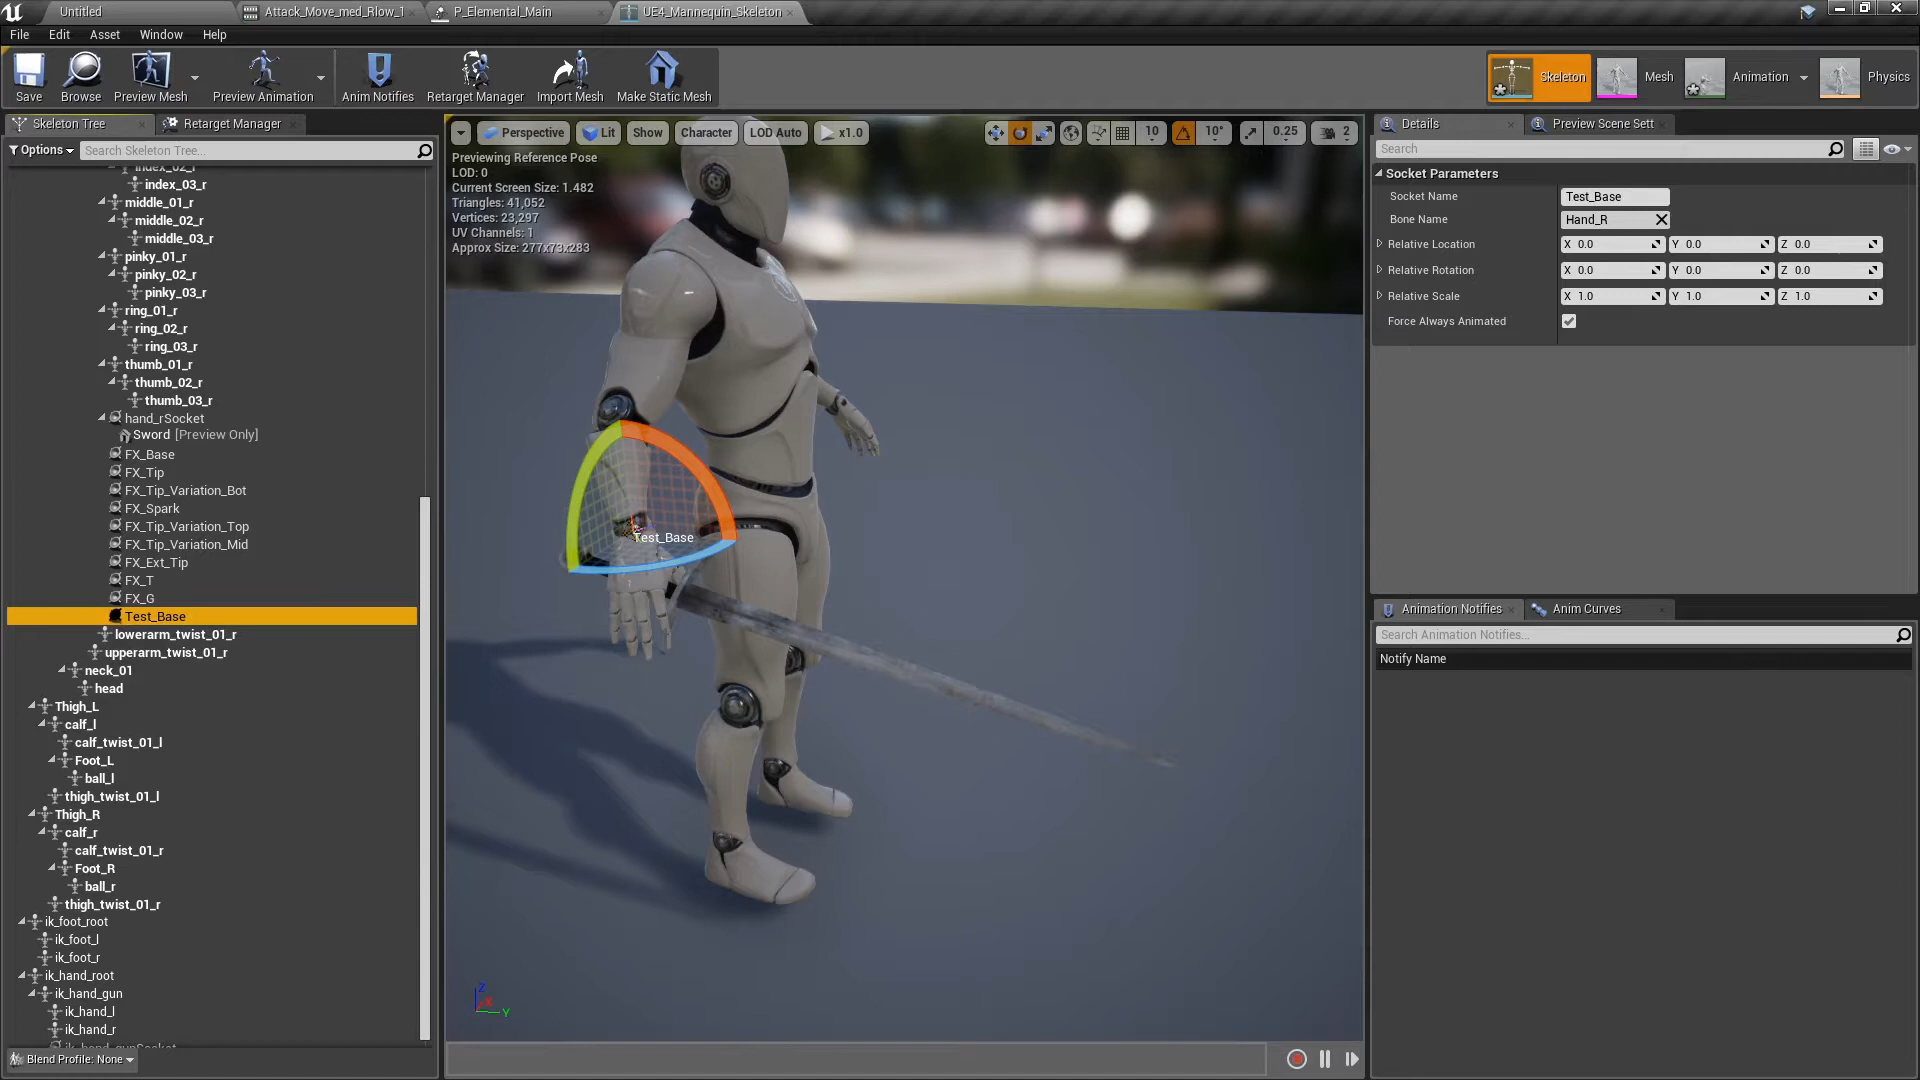 Untitled
Attack_Move_med_Rlow_1
P_Elemental_Main
UE4_Mannequin_Skeleton
File Edit Asset Window Help
Save
Browse
Preview Mesh
Preview Animation
Anim Notifies
Retarget Manager
Import Mesh
Make Static Mesh
Skeleton
Mesh
Animation
Physics
Skeleton Tree
Retarget Manager
Options
Search Skeleton Tree...
index_02_r
index_03_r
middle_01_r
middle_02_r
middle_03_r
pinky_01_r
pinky_02_r
pinky_03_r
ring_01_r
ring_02_r
ring_03_r
thumb_01_r
thumb_02_r
thumb_03_r
hand_rSocket
Sword [Preview Only]
FX_Base
FX_Tip
FX_Tip_Variation_Bot
FX_Spark
FX_Tip_Variation_Top
FX_Tip_Variation_Mid
FX_Ext_Tip
FX_T
FX_G
Test_Base
lowerarm_twist_01_r
upperarm_twist_01_r
neck_01
head
Thigh_L
calf_l
calf_twist_01_l
Foot_L
ball_l
thigh_twist_01_l
Thigh_R
calf_r
calf_twist_01_r
Foot_R
ball_r
thigh_twist_01_r
ik_foot_root
ik_foot_l
ik_foot_r
ik_hand_root
ik_hand_gun
ik_hand_l
ik_hand_r
ik_hand_gunSocket
Blend Profile: None
Perspective Lit Show Character LOD Auto x1.0
10 10° 0.25 2
Previewing Reference Pose
LOD: 0
Current Screen Size: 1.482
Triangles: 41,052
Vertices: 23,297
UV Channels: 1
Approx Size: 277x73x283
Test_Base
Z
X
Y
Details
Preview Scene Sett
Search
Socket Parameters
Socket Name Test_Base
Bone Name Hand_R
Relative Location X 0.0 Y 0.0 Z 0.0
Relative Rotation X 0.0 Y 0.0 Z 0.0
Relative Scale X 1.0 Y 1.0 Z 1.0
Force Always Animated
Animation Notifies
Anim Curves
Search Animation Notifies...
Notify Name